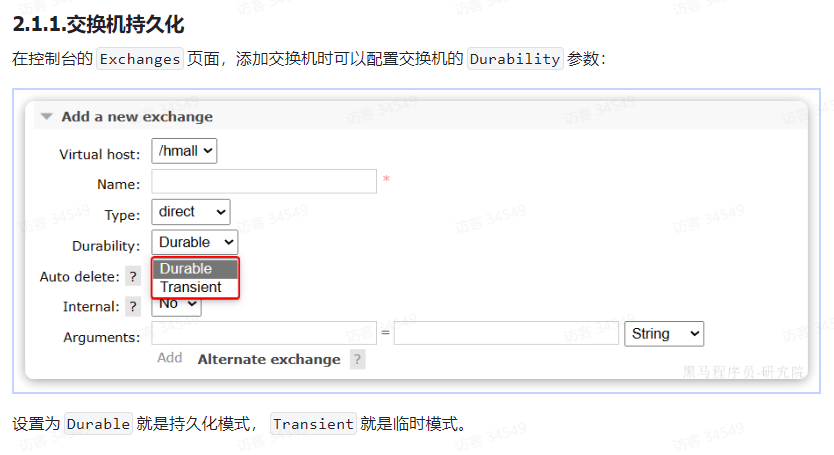 2.1.1.交换机持久化
在控制台的 Exchanges 页面，添加交换机时可以配置交换机的 Durability 参数：
Add a new exchange
Virtual host: /hmall
Name: *
Type: direct
Durability: Durable
Durable
Auto delete: ?
Transient
Internal: ? No
Arguments: = String
Add Alternate exchange ?
黑马程序员-研究院
设置为 Durable 就是持久化模式， Transient 就是临时模式。
访客 34549